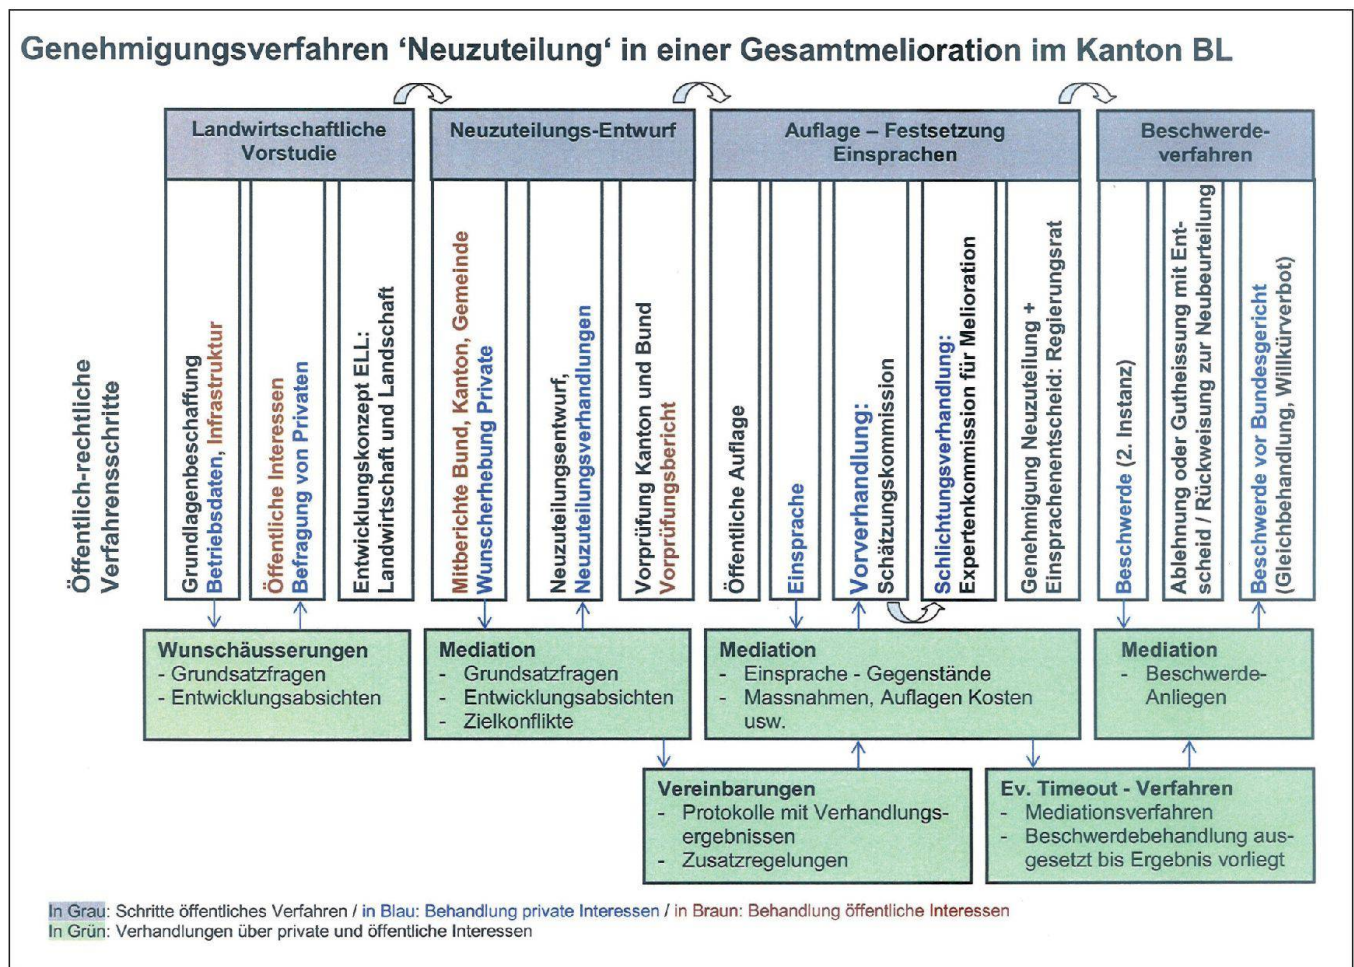 Genehmigungsverfahren ‘Neuzuteilung‘ in einer Gesamtmelioration im Kanton BL
Landwirtschaftliche
Vorstudie
Neuzuteilungs-Entwurf
Auflage – Festsetzung
Einsprachen
Beschwerde-
verfahren
Öffentlich-rechtliche
Verfahrensschritte
Grundlagenbeschaffung
Betriebsdaten, Infrastruktur
Öffentliche Interessen
Befragung von Privaten
Entwicklungskonzept ELL:
Landwirtschaft und Landschaft
Mitberichte Bund, Kanton, Gemeinde
Wunscherhebung Private
Neuzuteilungsentwurf,
Neuzuteilungsverhandlungen
Vorprüfung Kanton und Bund
Vorprüfungsbericht
Öffentliche Auflage
Einsprache
Vorverhandlung:
Schätzungskommission
Schlichtungsverhandlung:
Expertenkommission für Melioration
Genehmigung Neuzuteilung +
Einsprachenentscheid: Regierungsrat
Beschwerde (2. Instanz)
Ablehnung oder Gutheissung mit Ent-
scheid / Rückweisung zur Neubeurteilung
Beschwerde vor Bundesgericht
(Gleichbehandlung, Willkürverbot)
Wunschäusserungen
- Grundsatzfragen
- Entwicklungsabsichten
Mediation
- Grundsatzfragen
- Entwicklungsabsichten
- Zielkonflikte
Mediation
- Einsprache - Gegenstände
- Massnahmen, Auflagen Kosten
usw.
Mediation
- Beschwerde-
Anliegen
Vereinbarungen
- Protokolle mit Verhandlungs-
ergebnissen
- Zusatzregelungen
Ev. Timeout - Verfahren
- Mediationsverfahren
- Beschwerdebehandlung aus-
gesetzt bis Ergebnis vorliegt
In Grau: Schritte öffentliches Verfahren / in Blau: Behandlung private Interessen / in Braun: Behandlung öffentliche Interessen
In Grün: Verhandlungen über private und öffentliche Interessen